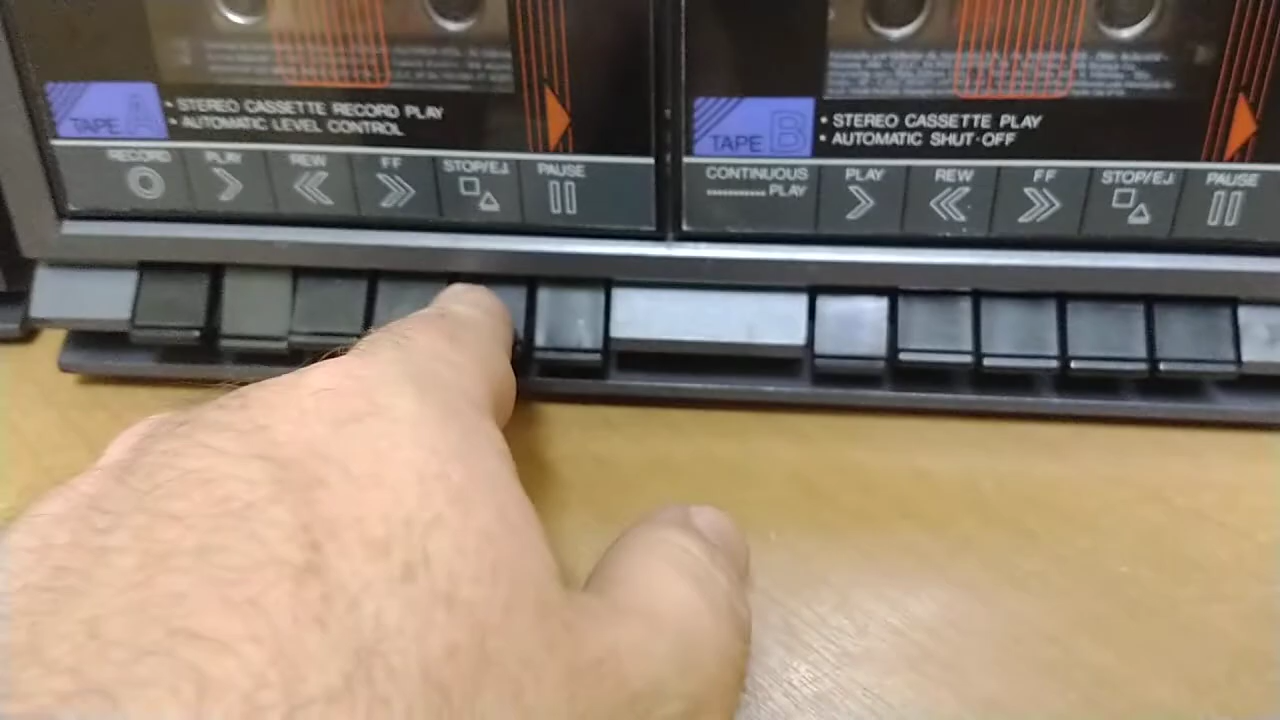 TAPE A
• STEREO CASSETTE RECORD PLAY
• AUTOMATIC LEVEL CONTROL
RECORD PLAY REW FF STOP/EJ. PAUSE
TAPE B
• STEREO CASSETTE PLAY
• AUTOMATIC SHUT-OFF
CONTINUOUS PLAY REW FF STOP/EJ. PAUSE
PLAY